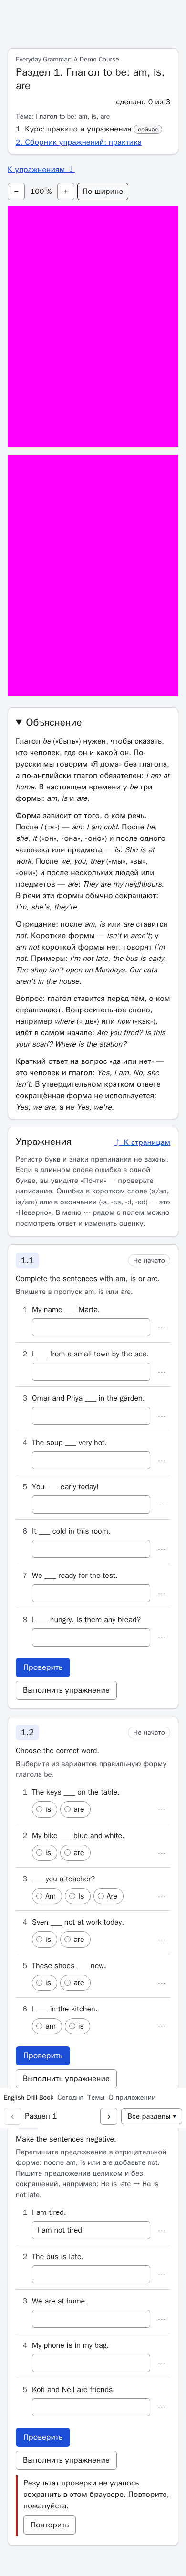 Everyday Grammar: A Demo Course
Раздел 1. Глагол to be: am, is,
are
сделано 0 из 3
Тема: Глагол to be: am, is, are
1. Курс: правило и упражнения сейчас
2. Сборник упражнений: практика
К упражнениям ↓
− 100 % + По ширине
▼ Объяснение
Глагол be («быть») нужен, чтобы сказать,
кто человек, где он и какой он. По-
русски мы говорим «Я дома» без глагола,
а по-английски глагол обязателен: I am at
home. В настоящем времени у be три
формы: am, is и are.
Форма зависит от того, о ком речь.
После I («я») — am: I am cold. После he,
she, it («он», «она», «оно») и после одного
человека или предмета — is: She is at
work. После we, you, they («мы», «вы»,
«они») и после нескольких людей или
предметов — are: They are my neighbours.
В речи эти формы обычно сокращают:
I'm, she's, they're.
Отрицание: после am, is или are ставится
not. Короткие формы — isn't и aren't; у
am not короткой формы нет, говорят I'm
not. Примеры: I'm not late, the bus is early.
The shop isn't open on Mondays. Our cats
aren't in the house.
Вопрос: глагол ставится перед тем, о ком
спрашивают. Вопросительное слово,
например where («где») или how («как»),
идёт в самом начале: Are you tired? Is this
your scarf? Where is the station?
Краткий ответ на вопрос «да или нет» —
это человек и глагол: Yes, I am. No, she
isn't. В утвердительном кратком ответе
сокращённая форма не используется:
Yes, we are, а не Yes, we're.
Упражнения ↑ К страницам
Регистр букв и знаки препинания не важны.
Если в длинном слове ошибка в одной
букве, вы увидите «Почти» — проверьте
написание. Ошибка в коротком слове (a/an,
is/are) или в окончании (-s, -es, -d, -ed) — это
«Неверно». В меню ··· рядом с полем можно
посмотреть ответ и изменить оценку.
1.1 Не начато
Complete the sentences with am, is or are.
Впишите в пропуск am, is или are.
1 My name ___ Marta.
···
2 I ___ from a small town by the sea.
···
3 Omar and Priya ___ in the garden.
···
4 The soup ___ very hot.
···
5 You ___ early today!
···
6 It ___ cold in this room.
···
7 We ___ ready for the test.
···
8 I ___ hungry. Is there any bread?
···
Проверить
Выполнить упражнение
1.2 Не начато
Choose the correct word.
Выберите из вариантов правильную форму
глагола be.
1 The keys ___ on the table.
is are ···
2 My bike ___ blue and white.
is are ···
3 ___ you a teacher?
Am Is Are ···
4 Sven ___ not at work today.
is are ···
5 These shoes ___ new.
is are ···
6 I ___ in the kitchen.
am is ···
Проверить
Выполнить упражнение
English Drill Book Сегодня Темы О приложении
‹ Раздел 1 › Все разделы ▾
Make the sentences negative.
Перепишите предложение в отрицательной
форме: после am, is или are добавьте not.
Пишите предложение целиком и без
сокращений, например: He is late → He is
not late.
1 I am tired.
I am not tired ···
2 The bus is late.
···
3 We are at home.
···
4 My phone is in my bag.
···
5 Kofi and Nell are friends.
···
Проверить
Выполнить упражнение
Результат проверки не удалось
сохранить в этом браузере. Повторите,
пожалуйста.
Повторить